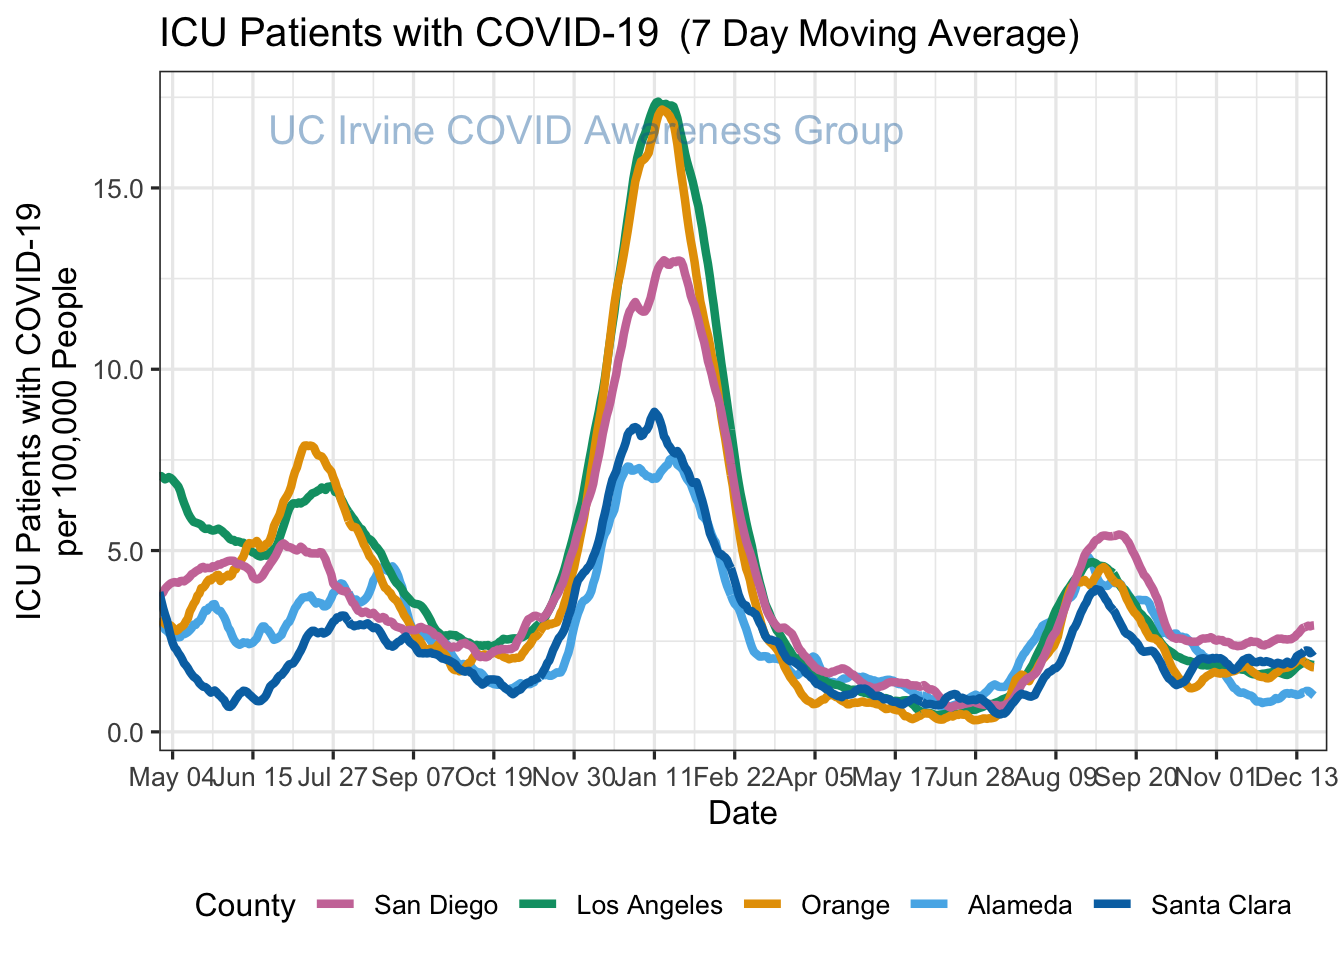 ICU Patients with COVID-19 (7 Day Moving Average)
UC Irvine COVID Awareness Group
ICU Patients with COVID-19
per 100,000 People
15.0
10.0
5.0
0.0
May 04 Jun 15 Jul 27 Sep 07 Oct 19 Nov 30 Jan 11 Feb 22 Apr 05 May 17 Jun 28 Aug 09 Sep 20 Nov 01 Dec 13
Date
County San Diego Los Angeles Orange Alameda Santa Clara